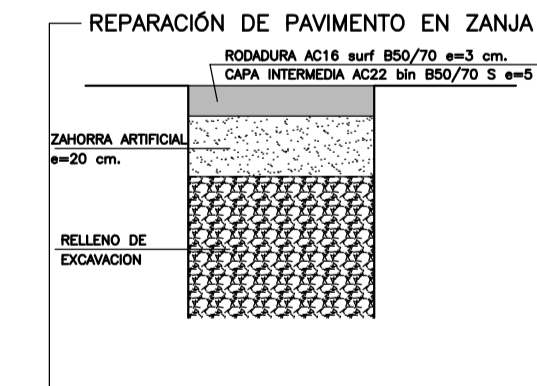 REPARACIÓN DE PAVIMENTO EN ZANJA
RODADURA AC16 surf B50/70 e=3 cm.
CAPA INTERMEDIA AC22 bin B50/70 S e=5
ZAHORRA ARTIFICIAL
e=20 cm.
RELLENO DE
EXCAVACION